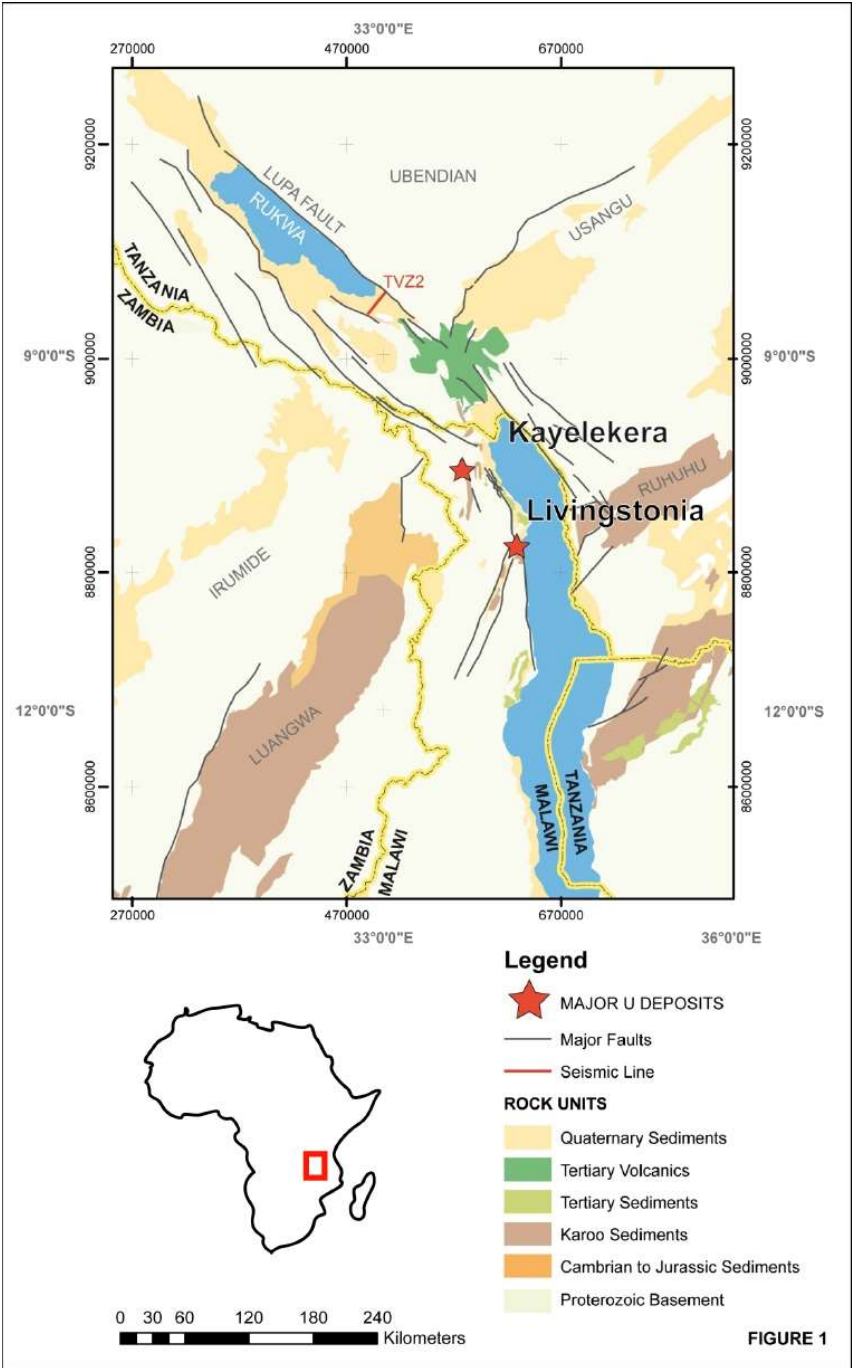 33°0'0"E
270000 470000 670000
9200000 9200000
UBENDIAN
LUPA FAULT
RUKWA
USANGU
TVZ2
TANZANIA
ZAMBIA
9°0'0"S 9000000 9000000 9°0'0"S
Kayelekera
RUHUHU
Livingstonia
IRUMIDE
8800000 8800000
12°0'0"S 12°0'0"S
LUANGWA
8600000 8600000
TANZANIA
MALAWI
ZAMBIA
MALAWI
270000 470000 670000
33°0'0"E 36°0'0"E
Legend
MAJOR U DEPOSITS
Major Faults
Seismic Line
ROCK UNITS
Quaternary Sediments
Tertiary Volcanics
Tertiary Sediments
Karoo Sediments
Cambrian to Jurassic Sediments
Proterozoic Basement
0 30 60 120 180 240
Kilometers
FIGURE 1